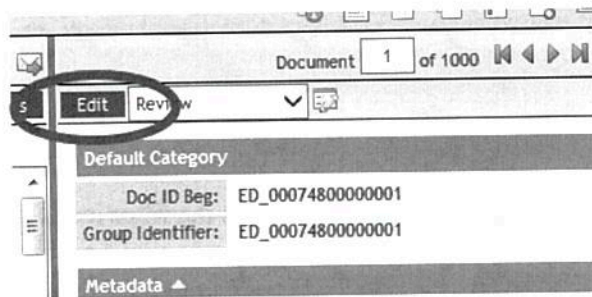 Document 1 of 1000
s Edit Review
Default Category
Doc ID Beg: ED_00074800000001
Group Identifier: ED_00074800000001
Metadata